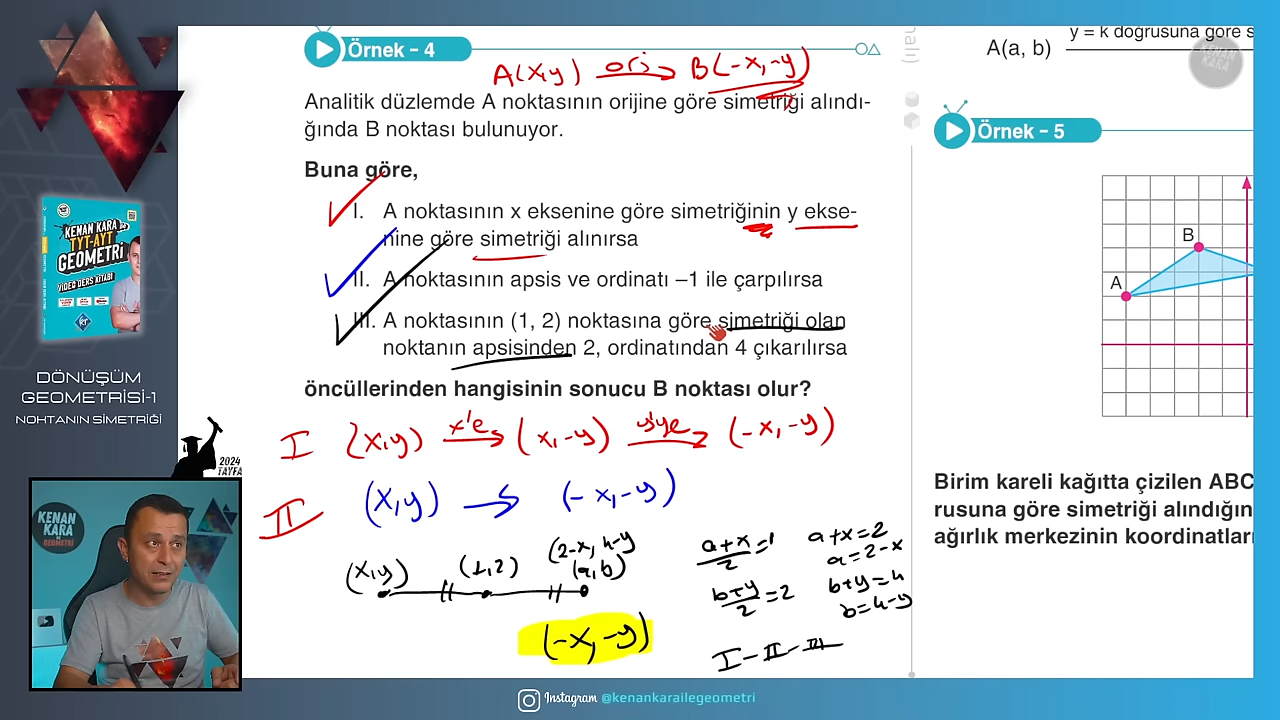 Örnek – 4
A(x,y) orj B(-x,-y)
Analitik düzlemde A noktasının orijine göre simetriği alındı-
ğında B noktası bulunuyor.
Buna göre,
I. A noktasının x eksenine göre simetriğinin y ekse-
nine göre simetriği alınırsa
II. A noktasının apsis ve ordinatı –1 ile çarpılırsa
III. A noktasının (1, 2) noktasına göre simetriği olan
noktanın apsisinden 2, ordinatından 4 çıkarılırsa
öncüllerinden hangisinin sonucu B noktası olur?
I (x,y) x'e (x,-y) y'ye (-x,-y)
II (x,y) → (-x,-y)
(x,y) (1,2) (2-x, 4-y
(a,b)
a+x/2=1 a+x=2
a=2-x
b+y/2=2 b+y=4
b=4-y
(-x,-y)
I-II-III
y = k doğrusuna göre s
A(a, b)
KENAN
KARA
Örnek – 5
B
A
Birim kareli kağıtta çizilen ABC
rusuna göre simetriği alındığın
ağırlık merkezinin koordinatları
KENAN KARA
TYT-AYT
GEOMETRİ
VİDEO DERS KİTABI
DÖNÜŞÜM
GEOMETRİSİ-1
NOKTANIN SİMETRİĞİ
2024
TAYFA
KENAN
KARA
GEOMETRİ
Instagram @kenankarailegeometri